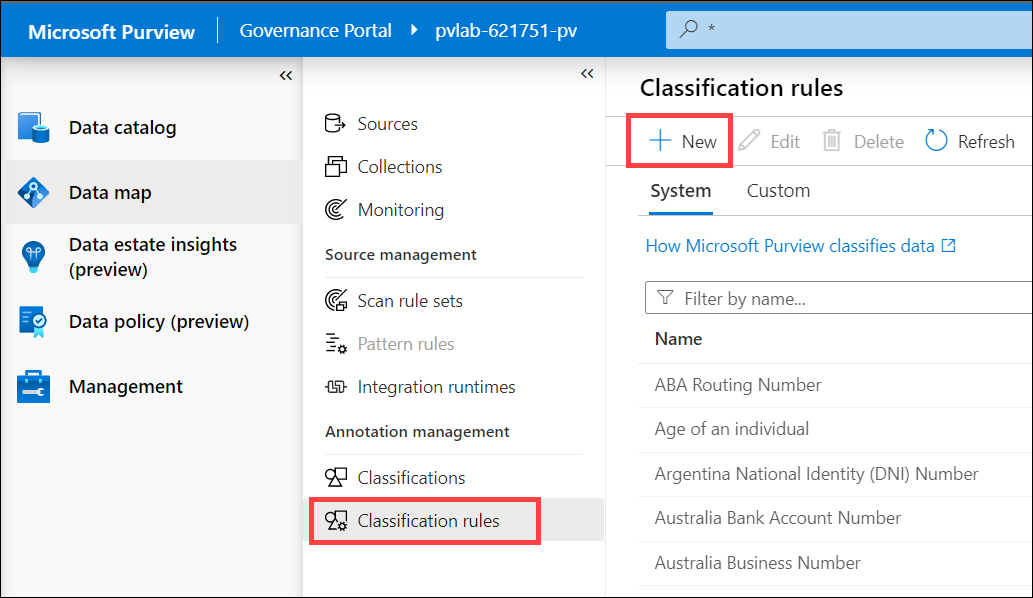 Microsoft Purview
Governance Portal
pvlab-621751-pv
*
Data catalog
Data map
Data estate insights
(preview)
Data policy (preview)
Management
Sources
Collections
Monitoring
Source management
Scan rule sets
Pattern rules
Integration runtimes
Annotation management
Classifications
Classification rules
Classification rules
New
Edit
Delete
Refresh
System
Custom
How Microsoft Purview classifies data
Filter by name...
Name
ABA Routing Number
Age of an individual
Argentina National Identity (DNI) Number
Australia Bank Account Number
Australia Business Number